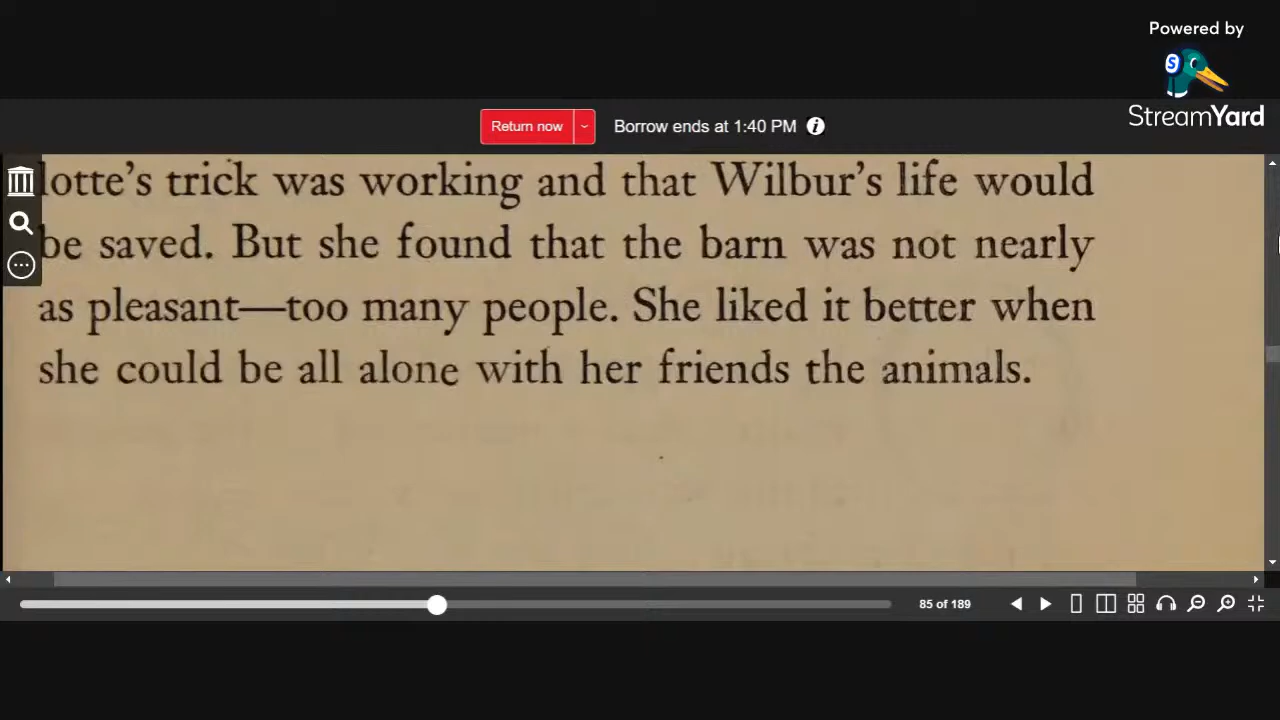 Powered by
S
StreamYard
Return now
Borrow ends at 1:40 PM i
lotte's trick was working and that Wilbur's life would
be saved. But she found that the barn was not nearly
as pleasant—too many people. She liked it better when
she could be all alone with her friends the animals.
85 of 189